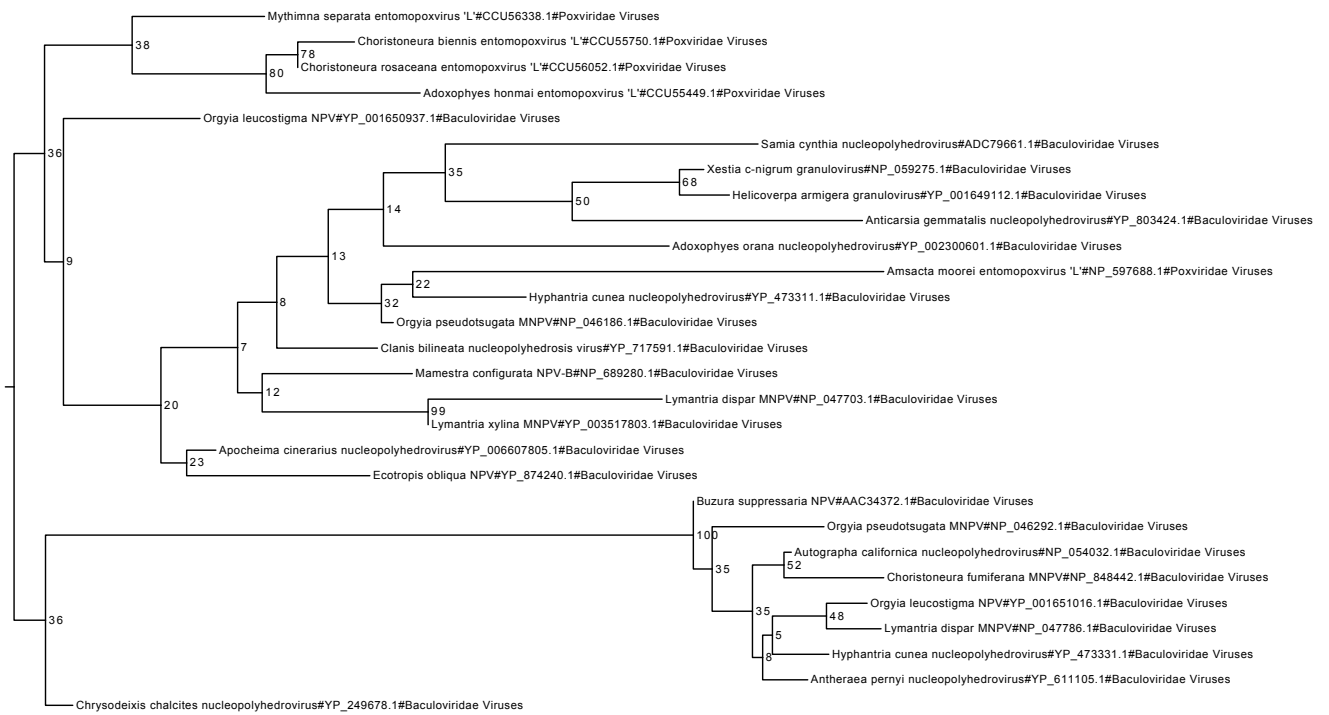 Mythimna separata entomopoxvirus 'L'#CCU56338.1#Poxviridae Viruses
38
Choristoneura biennis entomopoxvirus 'L'#CCU55750.1#Poxviridae Viruses
78
Choristoneura rosaceana entomopoxvirus 'L'#CCU56052.1#Poxviridae Viruses
80
Adoxophyes honmai entomopoxvirus 'L'#CCU55449.1#Poxviridae Viruses
Orgyia leucostigma NPV#YP_001650937.1#Baculoviridae Viruses
Samia cynthia nucleopolyhedrovirus#ADC79661.1#Baculoviridae Viruses
36
Xestia c-nigrum granulovirus#NP_059275.1#Baculoviridae Viruses
35
68
Helicoverpa armigera granulovirus#YP_001649112.1#Baculoviridae Viruses
50
14
Anticarsia gemmatalis nucleopolyhedrovirus#YP_803424.1#Baculoviridae Viruses
Adoxophyes orana nucleopolyhedrovirus#YP_002300601.1#Baculoviridae Viruses
13
9
Amsacta moorei entomopoxvirus 'L'#NP_597688.1#Poxviridae Viruses
22
Hyphantria cunea nucleopolyhedrovirus#YP_473311.1#Baculoviridae Viruses
8
32
Orgyia pseudotsugata MNPV#NP_046186.1#Baculoviridae Viruses
7
Clanis bilineata nucleopolyhedrosis virus#YP_717591.1#Baculoviridae Viruses
Mamestra configurata NPV-B#NP_689280.1#Baculoviridae Viruses
12
Lymantria dispar MNPV#NP_047703.1#Baculoviridae Viruses
20
99
Lymantria xylina MNPV#YP_003517803.1#Baculoviridae Viruses
Apocheima cinerarius nucleopolyhedrovirus#YP_006607805.1#Baculoviridae Viruses
23
Ecotropis obliqua NPV#YP_874240.1#Baculoviridae Viruses
Buzura suppressaria NPV#AAC34372.1#Baculoviridae Viruses
100
Orgyia pseudotsugata MNPV#NP_046292.1#Baculoviridae Viruses
35
Autographa californica nucleopolyhedrovirus#NP_054032.1#Baculoviridae Viruses
52
Choristoneura fumiferana MNPV#NP_848442.1#Baculoviridae Viruses
35
Orgyia leucostigma NPV#YP_001651016.1#Baculoviridae Viruses
48
36
Lymantria dispar MNPV#NP_047786.1#Baculoviridae Viruses
5
Hyphantria cunea nucleopolyhedrovirus#YP_473331.1#Baculoviridae Viruses
8
Antheraea pernyi nucleopolyhedrovirus#YP_611105.1#Baculoviridae Viruses
Chrysodeixis chalcites nucleopolyhedrovirus#YP_249678.1#Baculoviridae Viruses